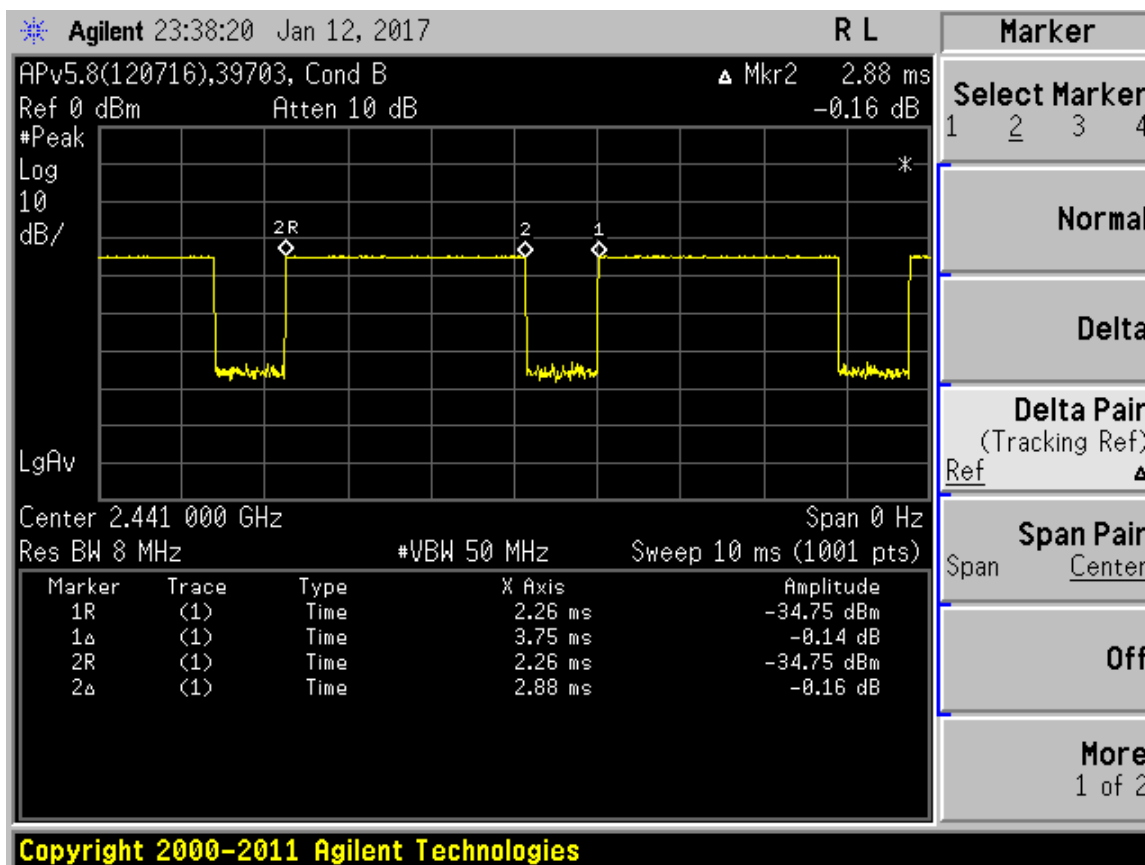 Agilent 23:38:20 Jan 12, 2017 R L
APv5.8(120716),39703, Cond B Δ Mkr2 2.88 ms
Ref 0 dBm Atten 10 dB -0.16 dB
#Peak
Log
10
dB/
2R 2 1
LgAv
Center 2.441 000 GHz Span 0 Hz
Res BW 8 MHz #VBW 50 MHz Sweep 10 ms (1001 pts)
Marker Trace Type X Axis Amplitude
1R (1) Time 2.26 ms -34.75 dBm
1Δ (1) Time 3.75 ms -0.14 dB
2R (1) Time 2.26 ms -34.75 dBm
2Δ (1) Time 2.88 ms -0.16 dB
Copyright 2000-2011 Agilent Technologies
Marker
Select Marker
1 2 3 4
Normal
Delta
Delta Pair
(Tracking Ref)
Ref Δ
Span Pair
Span Center
Off
More
1 of 2